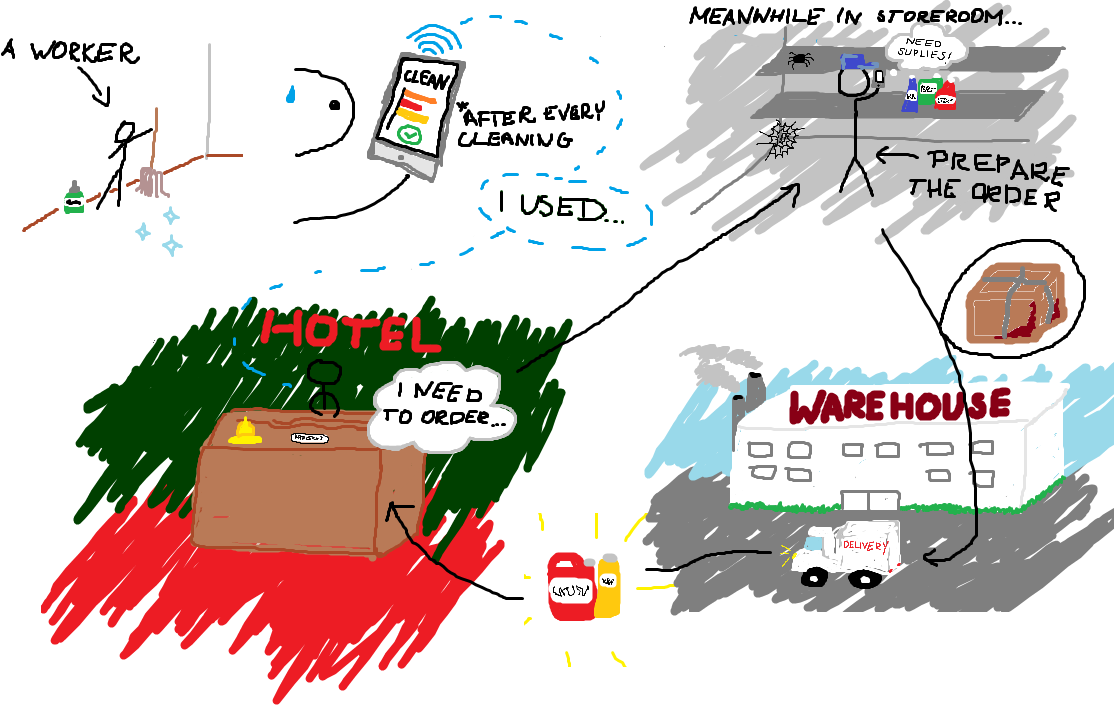 A WORKER
CLEAN
*AFTER EVERY
CLEANING
I USED...
MEANWHILE IN STOREROOM...
NEED
SUPLIES!
PREPARE
THE ORDER
HOTEL
I NEED
TO ORDER...
WAREHOUSE
DELIVERY